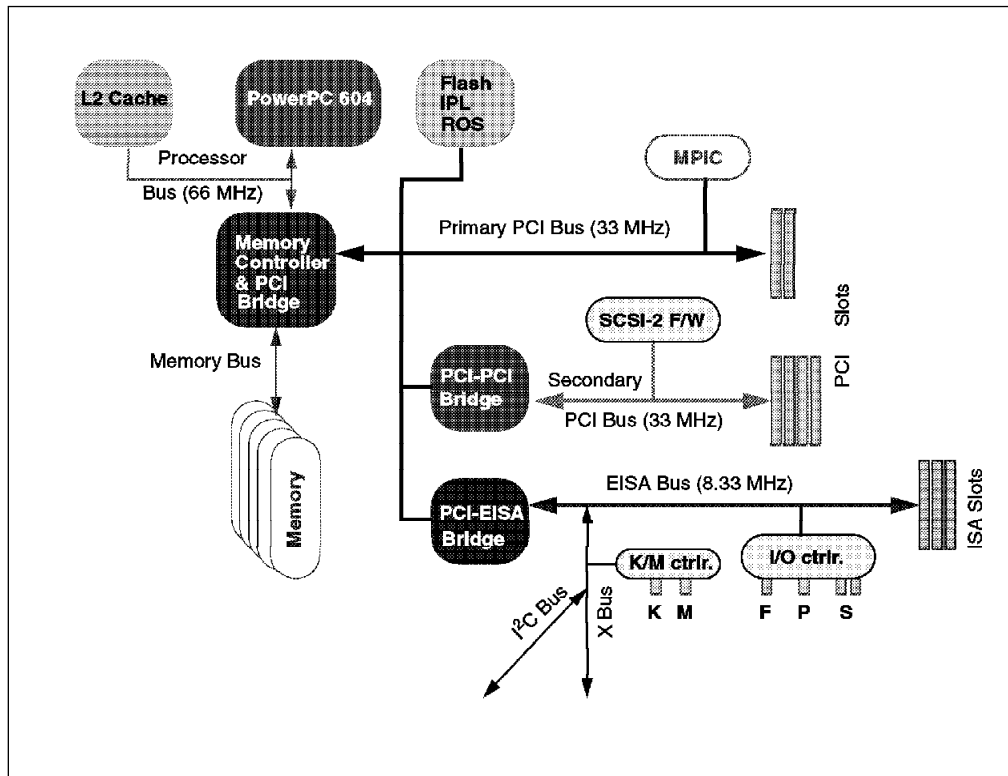 L2 Cache
PowerPC 604
Flash
IPL
ROS
Processor
Bus (66 MHz)
MPIC
Memory
Controller
& PCI
Bridge
Primary PCI Bus (33 MHz)
Slots
PCI
SCSI-2 F/W
Memory Bus
PCI-PCI
Bridge
Secondary
PCI Bus (33 MHz)
Memory
PCI-EISA
Bridge
EISA Bus (8.33 MHz)
ISA Slots
K/M ctrlr.
I/O ctrlr.
K M
F P S
I²C Bus
X Bus